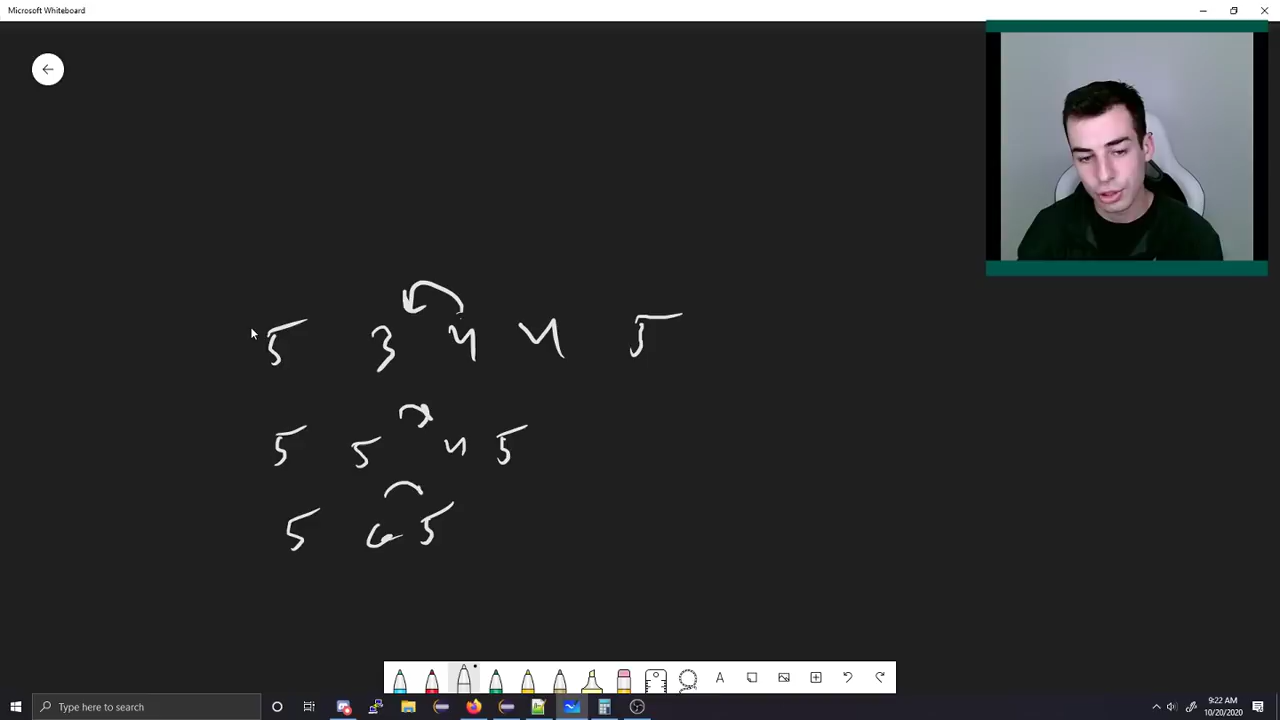 Microsoft Whiteboard
5 3 4 4 5
5 5 4 5
5 6 5
A
Type here to search
9:22 AM
10/20/2020